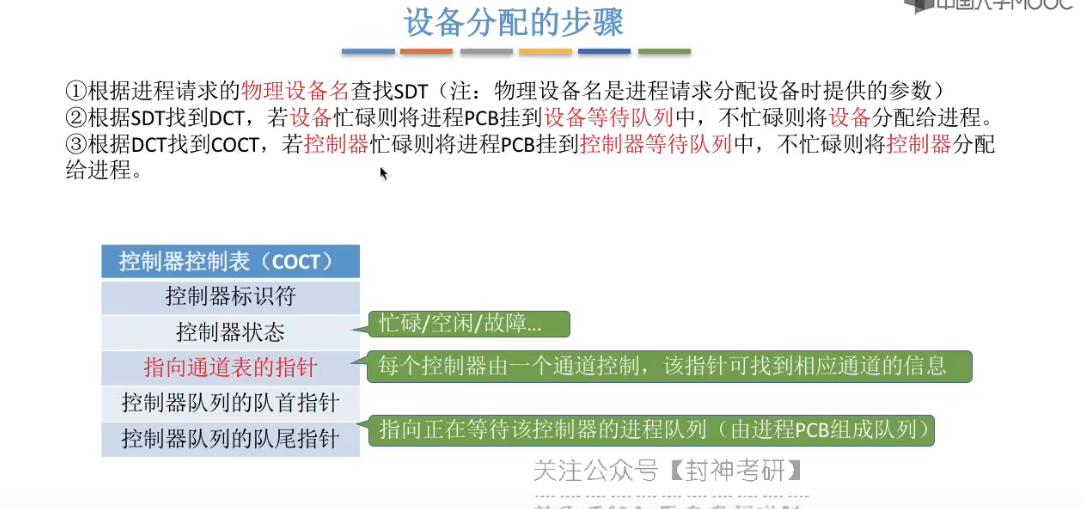 中国大学MOOC
设备分配的步骤
①根据进程请求的物理设备名查找SDT（注：物理设备名是进程请求分配设备时提供的参数）
②根据SDT找到DCT，若设备忙碌则将进程PCB挂到设备等待队列中，不忙碌则将设备分配给进程。
③根据DCT找到COCT，若控制器忙碌则将进程PCB挂到控制器等待队列中，不忙碌则将控制器分配
给进程。
控制器控制表（COCT）
控制器标识符
控制器状态
忙碌/空闲/故障...
指向通道表的指针
每个控制器由一个通道控制，该指针可找到相应通道的信息
控制器队列的队首指针
控制器队列的队尾指针
指向正在等待该控制器的进程队列（由进程PCB组成队列）
关注公众号【封神考研】